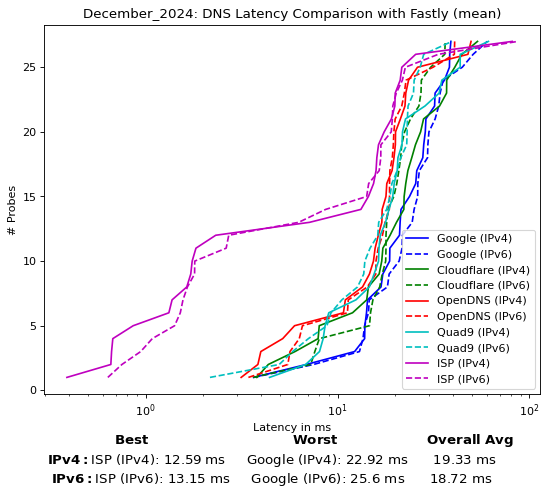 December_2024: DNS Latency Comparison with Fastly (mean)
25
20
15
10
5
0
# Probes
Google (IPv4)
Google (IPv6)
Cloudflare (IPv4)
Cloudflare (IPv6)
OpenDNS (IPv4)
OpenDNS (IPv6)
Quad9 (IPv4)
Quad9 (IPv6)
ISP (IPv4)
ISP (IPv6)
10⁰ 10¹ 10²
Latency in ms
Best Worst Overall Avg
IPv4: ISP (IPv4): 12.59 ms Google (IPv4): 22.92 ms 19.33 ms
IPv6: ISP (IPv6): 13.15 ms Google (IPv6): 25.6 ms 18.72 ms